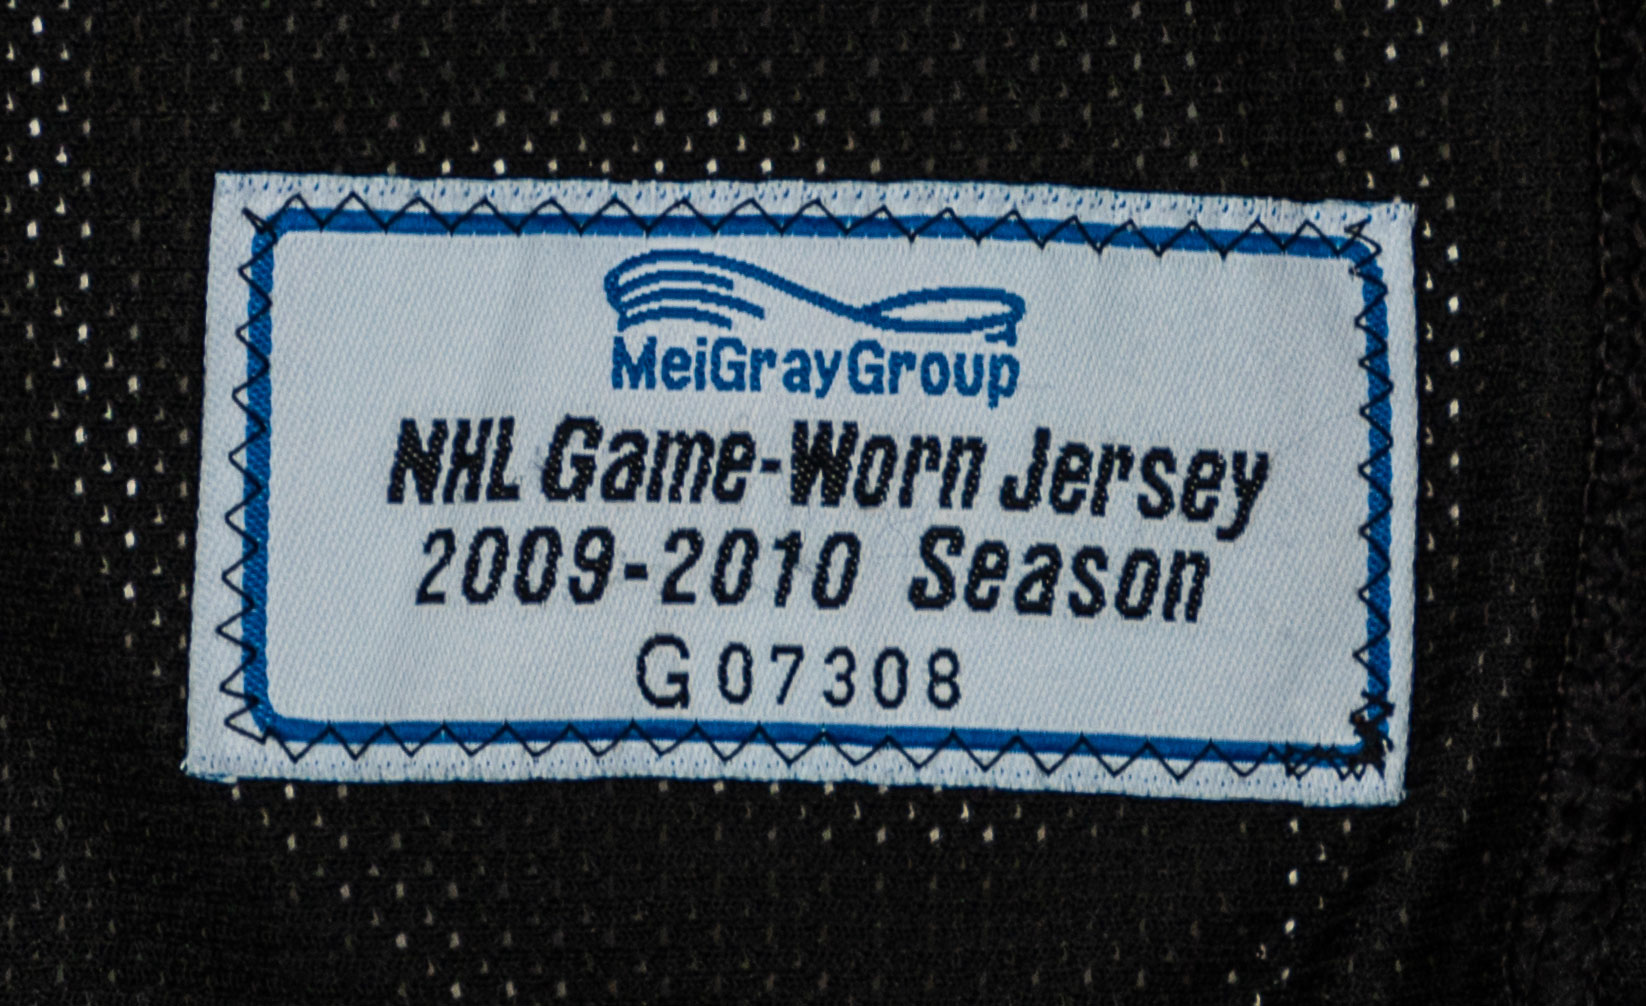 MeiGrayGroup
NHL Game-Worn Jersey
2009-2010 Season
G07308